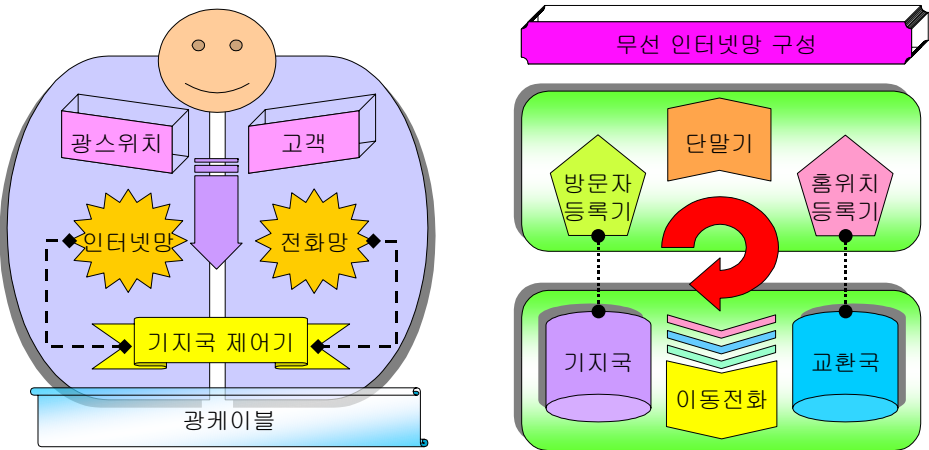 광스위치
고객
인터넷망
전화망
기지국 제어기
광케이블
무선 인터넷망 구성
단말기
방문자
등록기
홈위치
등록기
기지국
교환국
이동전화